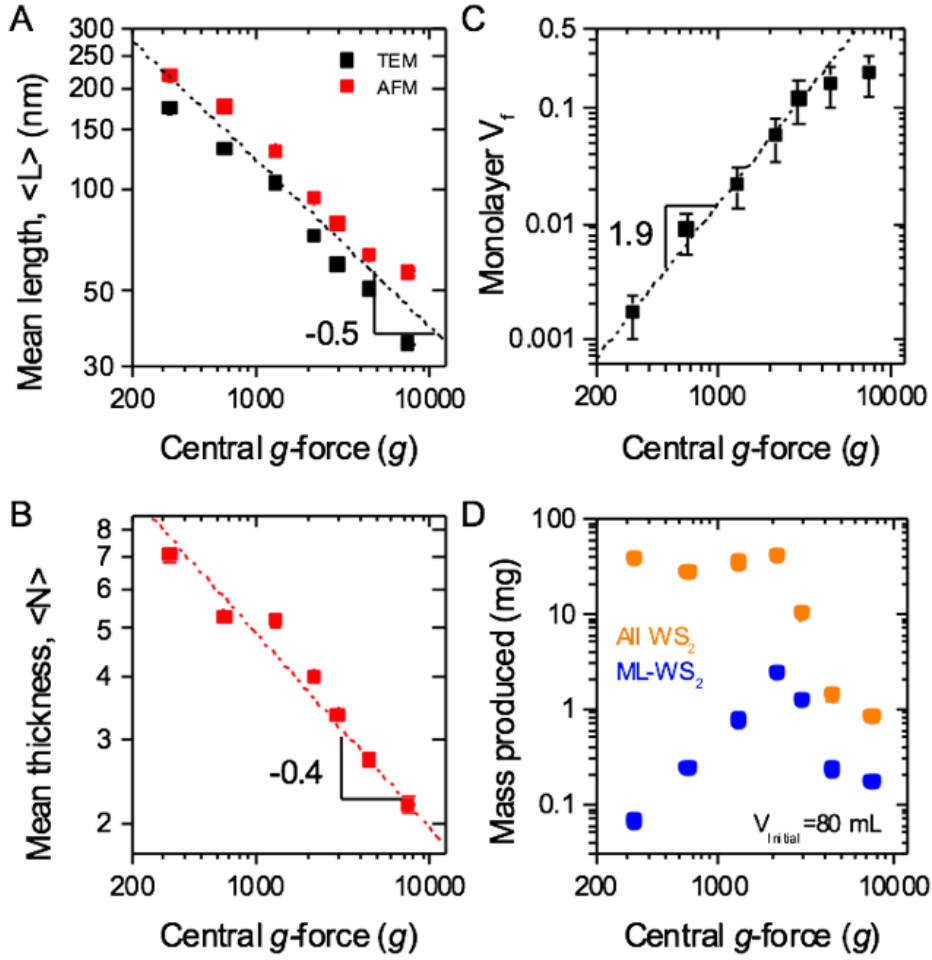 A
300
250
200
150
100
50
30
Mean length, <L> (nm)
TEM
AFM
-0.5
200
1000
10000
Central g-force (g)
C
0.5
0.1
0.01
0.001
Monolayer Vf
1.9
200
1000
10000
Central g-force (g)
B
8
7
6
5
4
3
2
Mean thickness, <N>
-0.4
200
1000
10000
Central g-force (g)
D
100
10
1
0.1
Mass produced (mg)
All WS2
ML-WS2
VInitial=80 mL
200
1000
10000
Central g-force (g)